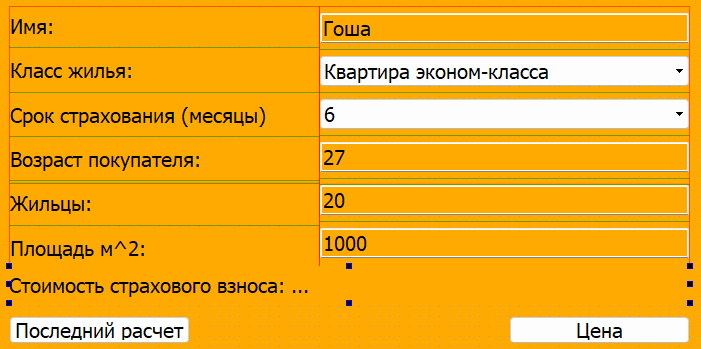 Имя: Гоша
Класс жилья: Квартира эконом-класса
Срок страхования (месяцы) 6
Возраст покупателя: 27
Жильцы: 20
Площадь м^2: 1000
Стоимость страхового взноса: ...
Последний расчет Цена